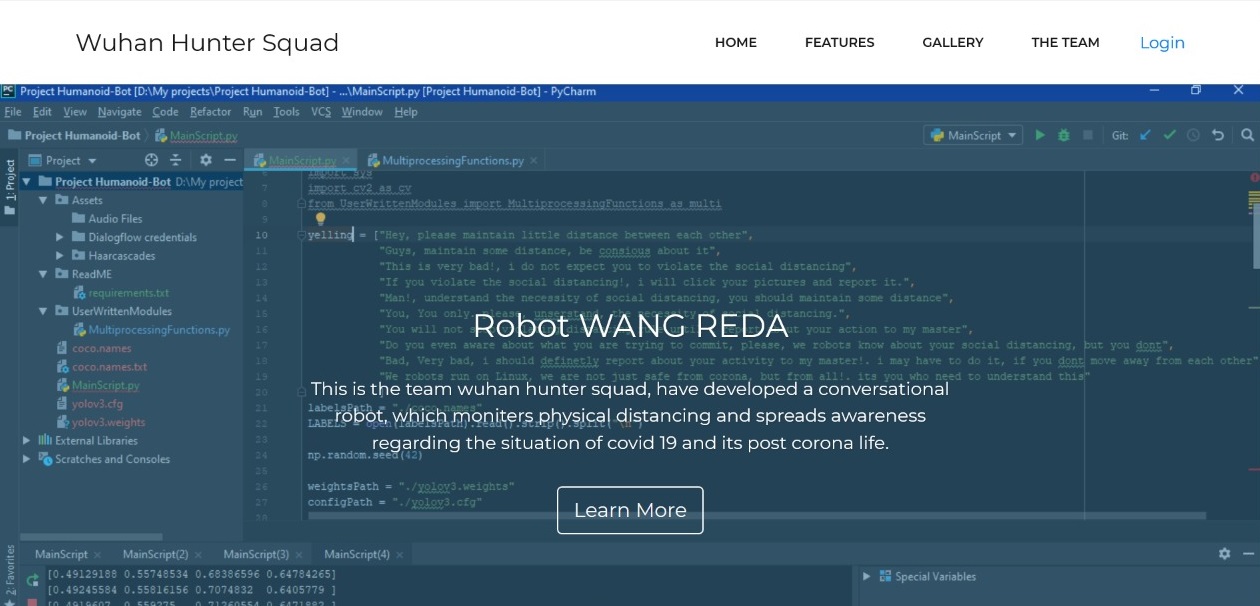 Wuhan Hunter Squad
HOME FEATURES GALLERY THE TEAM Login
Project Humanoid-Bot [D:\My projects\Project Humanoid-Bot] - ...\MainScript.py [Project Humanoid-Bot] - PyCharm
File Edit View Navigate Code Refactor Run Tools VCS Window Help
Project Humanoid-Bot MainScript.py MainScript Git:
1: Project
Project MainScript.py MultiprocessingFunctions.py
Project Humanoid-Bot D:\My project
Assets
Audio Files
Dialogflow credentials
Haarcascades
ReadME
requirements.txt
UserWrittenModules
MultiprocessingFunctions.py
coco.names
coco.names.txt
MainScript.py
yolov3.cfg
yolov3.weights
External Libraries
Scratches and Consoles
6 import sys
7 import cv2 as cv
8 from UserWrittenModules import MultiprocessingFunctions as multi
9
10 yelling = ["Hey, please maintain little distance between each other",
11 "Guys, maintain some distance, be consious about it",
12 "This is very bad!, i do not expect you to violate the social distancing",
13 "If you violate the social distancing!, i will click your pictures and report it.",
14 "Man!, understand the necessity of social distancing, you should maintain some distance",
15 "You, You only, please, unserstand, the necessity of social distancing.",
16 "You will not your action to my master",
17 "Do you even aware about what you are trying to commit, please, we robots know about your social distancing, but you dont",
18 "Bad, Very bad, i should definetly report about your activity to my master!. i may have to do it, if you dont move away from each other"
19 "We robots run on Linux, we are not just safe from corona, but from all!. its you who need to understand this"
20
21 labelsPath = "./coco.names"
22 LABELS = open(labelsPath).read().strip().split("\n")
23
24 np.random.seed(42)
25
26 weightsPath = "./yolov3.weights"
27 configPath = "./yolov3.cfg"
28
Robot WANG REDA
This is the team wuhan hunter squad, have developed a conversational
robot, which moniters physical distancing and spreads awareness
regarding the situation of covid 19 and its post corona life.
Learn More
2: Favorites
MainScript MainScript(2) MainScript(3) MainScript(4)
[0.49129188 0.55748534 0.68386596 0.64784265]
[0.49245584 0.55816156 0.7074832 0.6405779 ]
Special Variables